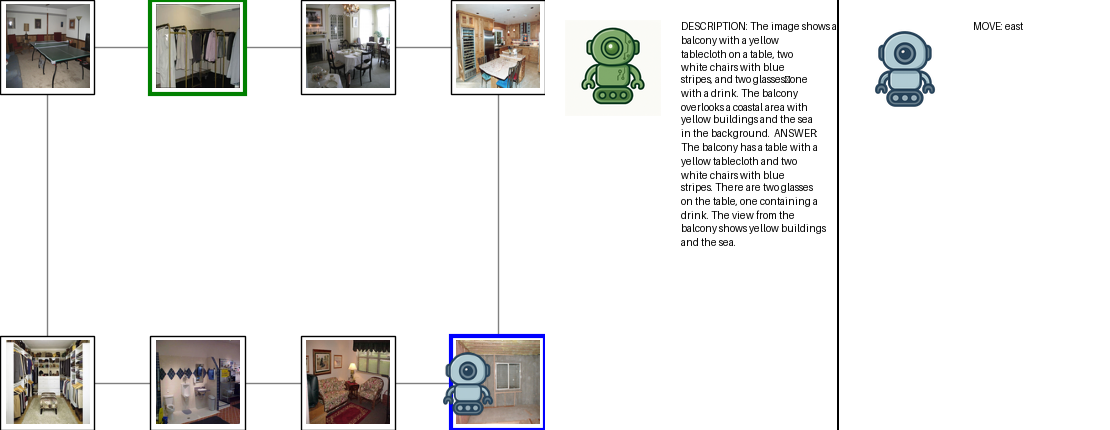 DESCRIPTION: The image shows a
balcony with a yellow
tablecloth on a table, two
white chairs with blue
stripes, and two glasses▯one
with a drink. The balcony
overlooks a coastal area with
yellow buildings and the sea
in the background.  ANSWER:
The balcony has a table with a
yellow tablecloth and two
white chairs with blue
stripes. There are two glasses
on the table, one containing a
drink. The view from the
balcony shows yellow buildings
and the sea.
MOVE: east